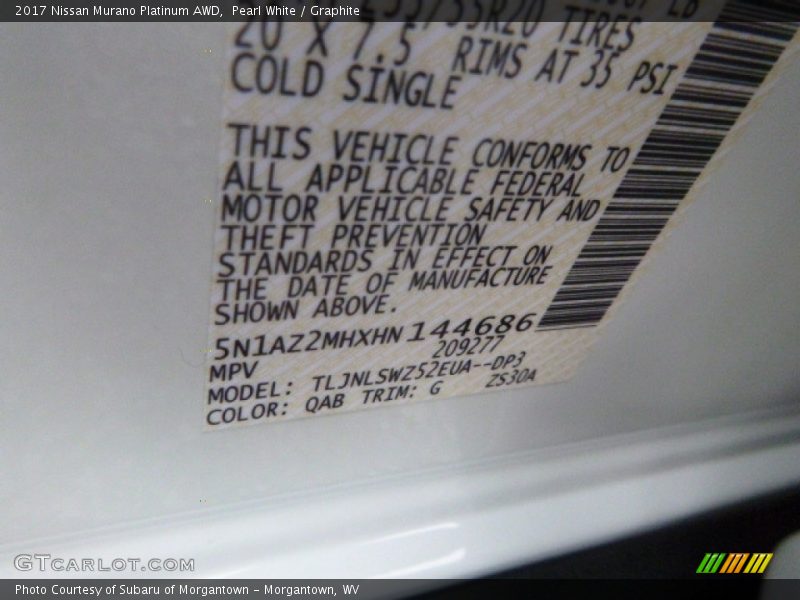 2017 Nissan Murano Platinum AWD, Pearl White / Graphite
TIRES
20 X 7.5 RIMS AT 35 PSI
COLD SINGLE
THIS VEHICLE CONFORMS TO
ALL APPLICABLE FEDERAL
MOTOR VEHICLE SAFETY AND
THEFT PREVENTION
STANDARDS IN EFFECT ON
THE DATE OF MANUFACTURE
SHOWN ABOVE.
5N1AZ2MHXHN144686
MPV 209277
MODEL: TLJNLSWZ52EUA--DP3
COLOR: QAB TRIM: G ZS30A
GTCARLOT.COM
Photo Courtesy of Subaru of Morgantown - Morgantown, WV